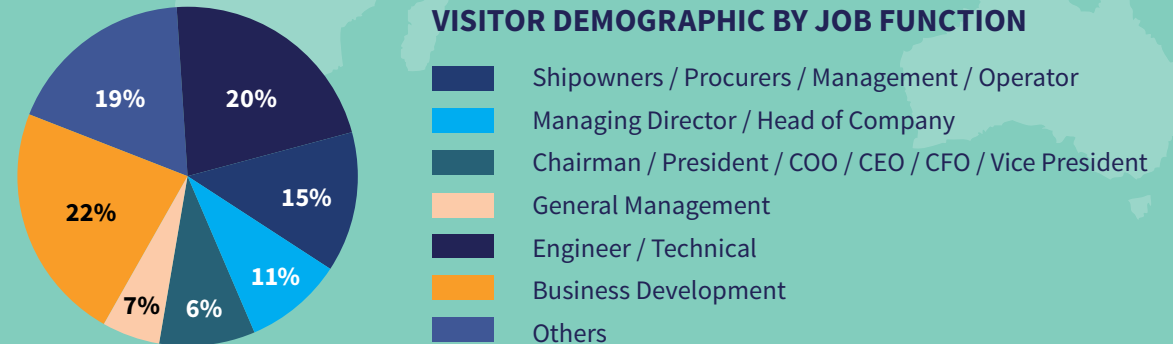 VISITOR DEMOGRAPHIC BY JOB FUNCTION
19%
20%
15%
22%
11%
7%
6%
Shipowners / Procurers / Management / Operator
Managing Director / Head of Company
Chairman / President / COO / CEO / CFO / Vice President
General Management
Engineer / Technical
Business Development
Others